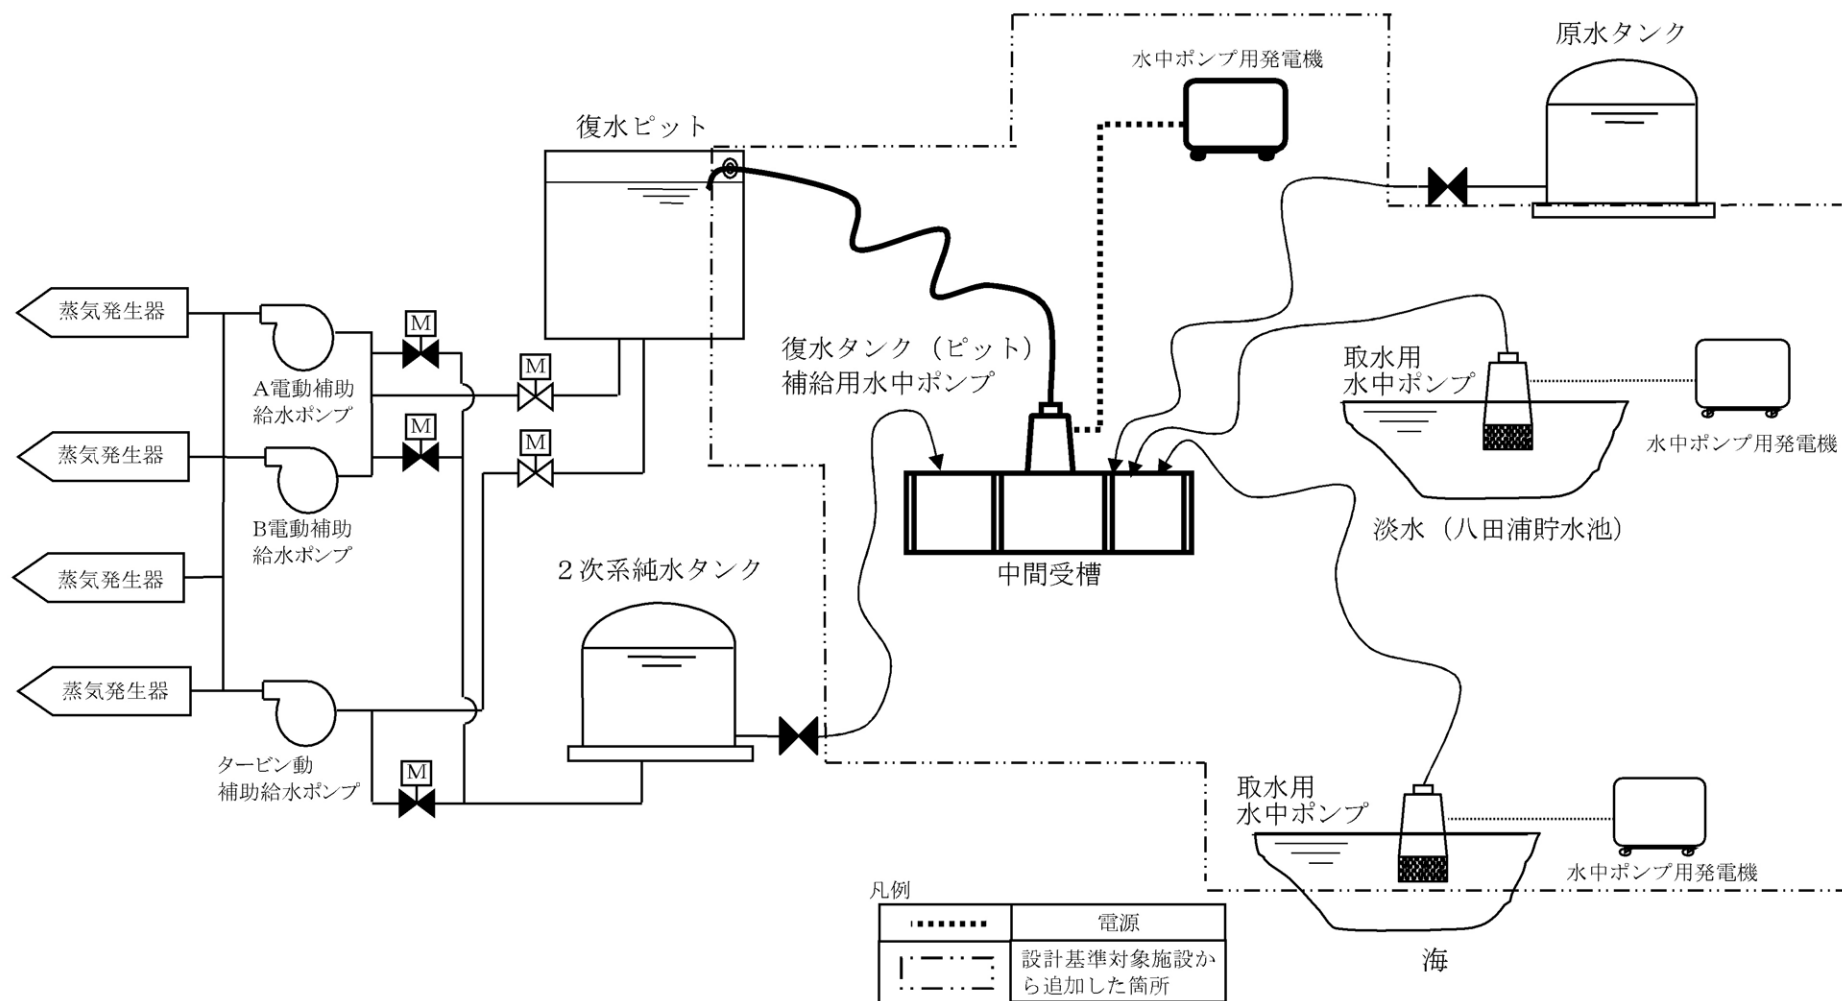 原水タンク
水中ポンプ用発電機
復水ピット
蒸気発生器
M
A電動補助
給水ポンプ
M
復水タンク（ピット）
補給用水中ポンプ
取水用
水中ポンプ
水中ポンプ用発電機
M
M
蒸気発生器
B電動補助
給水ポンプ
淡水（八田浦貯水池）
中間受槽
蒸気発生器
２次系純水タンク
蒸気発生器
タービン動
補助給水ポンプ
M
取水用
水中ポンプ
水中ポンプ用発電機
海
凡例
電源
設計基準対象施設か
ら追加した箇所